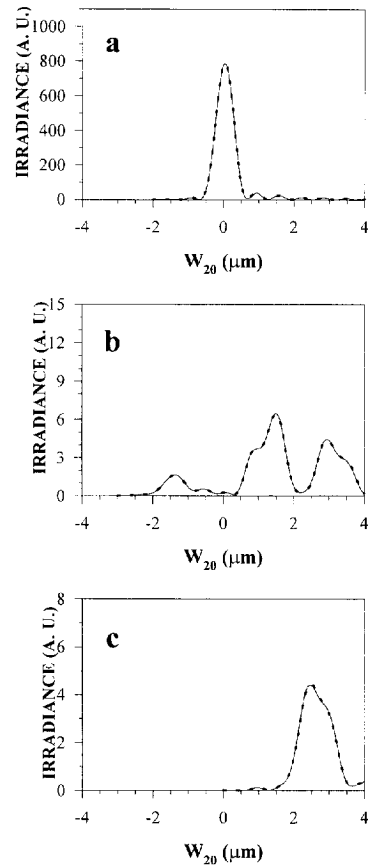 a
IRRADIANCE (A. U.)
1000
800
600
400
200
0
-4 -2 0 2 4
W₂₀ (μm)
b
IRRADIANCE (A. U.)
15
12
9
6
3
0
-4 -2 0 2 4
W₂₀ (μm)
c
IRRADIANCE (A. U.)
8
6
4
2
0
-4 -2 0 2 4
W₂₀ (μm)